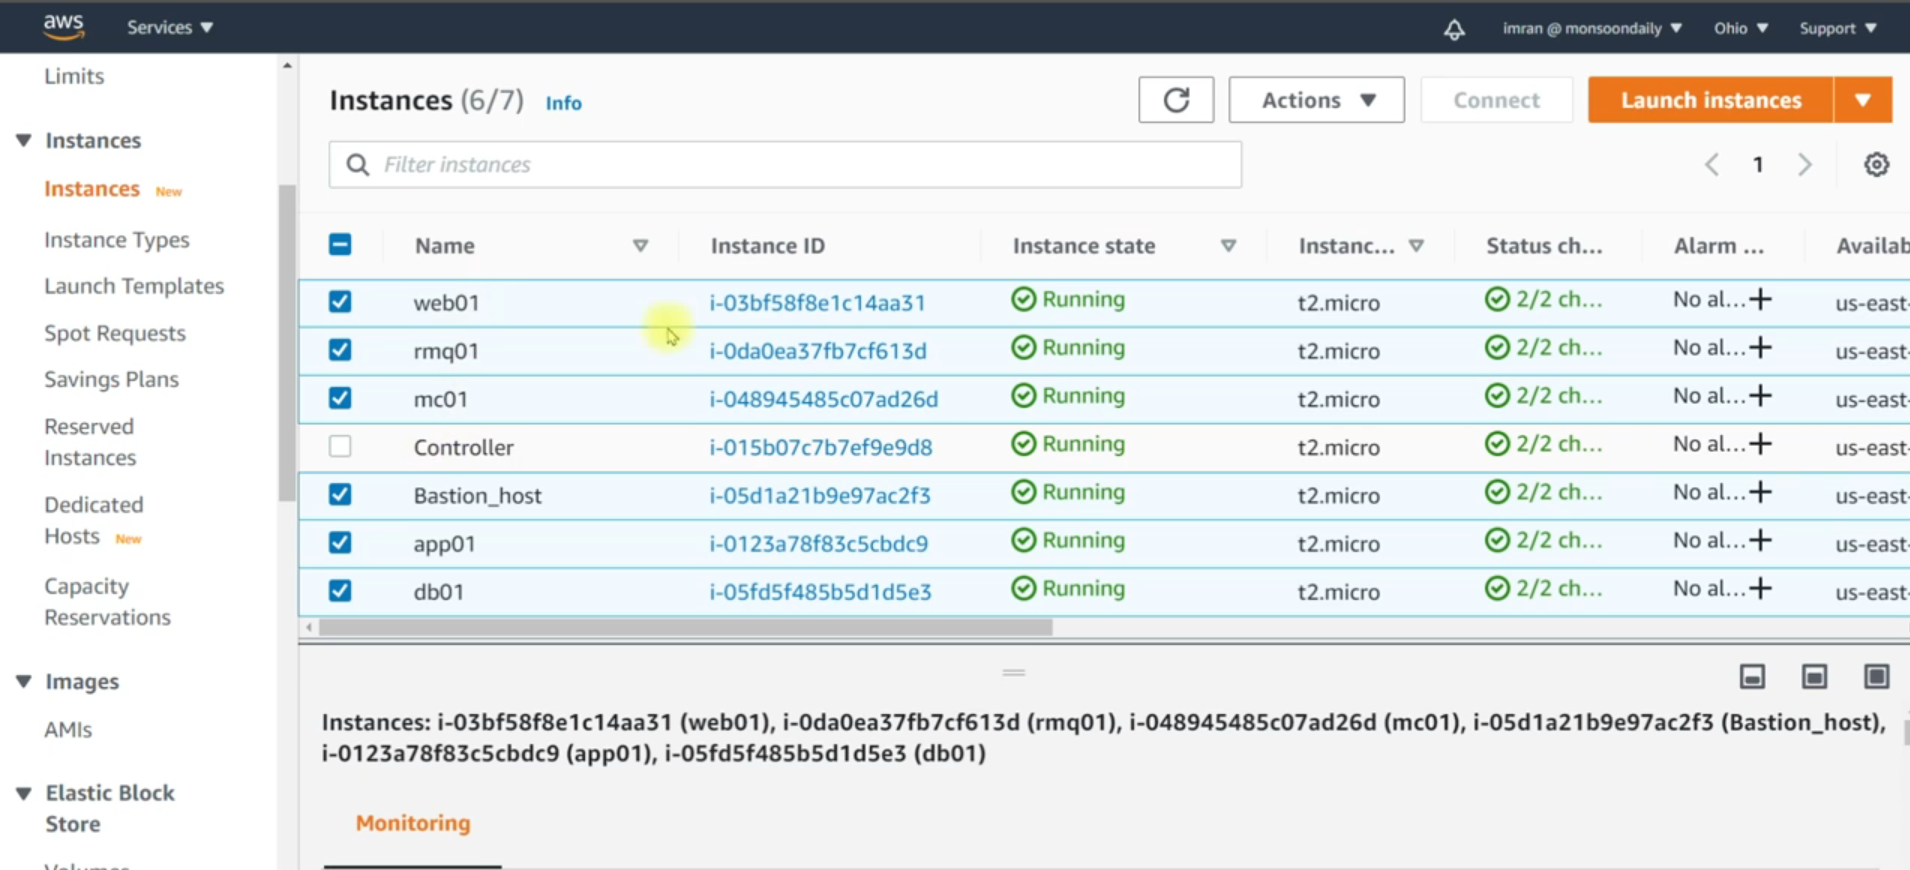 aws Services ▼ imran @ monsoondaily ▼ Ohio ▼ Support ▼
Limits
Instances
Instances New
Instance Types
Launch Templates
Spot Requests
Savings Plans
Reserved
Instances
Dedicated
Hosts New
Capacity
Reservations
Images
AMIs
Elastic Block
Store
Volumes
Instances (6/7) Info
Actions ▼ Connect Launch instances ▼
Filter instances
1
Name Instance ID Instance state Instanc... Status ch... Alarm ... Availab
web01 i-03bf58f8e1c14aa31 Running t2.micro 2/2 ch... No al... + us-east-
rmq01 i-0da0ea37fb7cf613d Running t2.micro 2/2 ch... No al... + us-east-
mc01 i-048945485c07ad26d Running t2.micro 2/2 ch... No al... + us-east-
Controller i-015b07c7b7ef9e9d8 Running t2.micro 2/2 ch... No al... + us-east-
Bastion_host i-05d1a21b9e97ac2f3 Running t2.micro 2/2 ch... No al... + us-east-
app01 i-0123a78f83c5cbdc9 Running t2.micro 2/2 ch... No al... + us-east-
db01 i-05fd5f485b5d1d5e3 Running t2.micro 2/2 ch... No al... + us-east-
Instances: i-03bf58f8e1c14aa31 (web01), i-0da0ea37fb7cf613d (rmq01), i-048945485c07ad26d (mc01), i-05d1a21b9e97ac2f3 (Bastion_host),
i-0123a78f83c5cbdc9 (app01), i-05fd5f485b5d1d5e3 (db01)
Monitoring